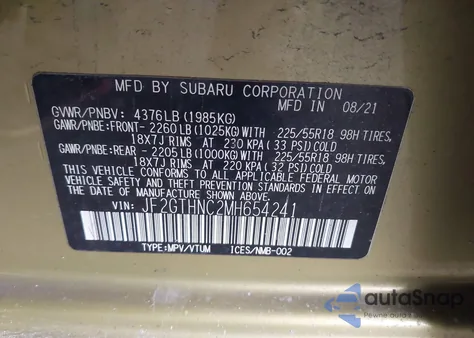 MFD BY SUBARU CORPORATION
GVWR/PNBV: 4376LB(1985KG) IN 08/21
GAWR/PNBE:FRONT- 2260LB(1025KG)WITH 225/55R18 98H TIRES,
18X7J RIMS AT 230 KPA( 33 PSI)COLD
GAWR/PNBE:REAR - 2205LB(1000KG)WITH 225/55R18 98H TIRES,
18X7J RIMS AT 220 KPA( 32 PSI)COLD
THIS VEHICLE CONFORMS TO ALL APPLICABLE FEDERAL MOTOR
VEHICLE SAFETY, BUMPER, AND THEFT PREVENTION STANDARDS
IN EFFECT ON THE DATE OF MANUFACTURE SHOWN ABOVE.
VIN: JF2GTHNC2MH654241
TYPE:MPV/VTUM ICES/NMB-002
autoSnap
Pewne auta z